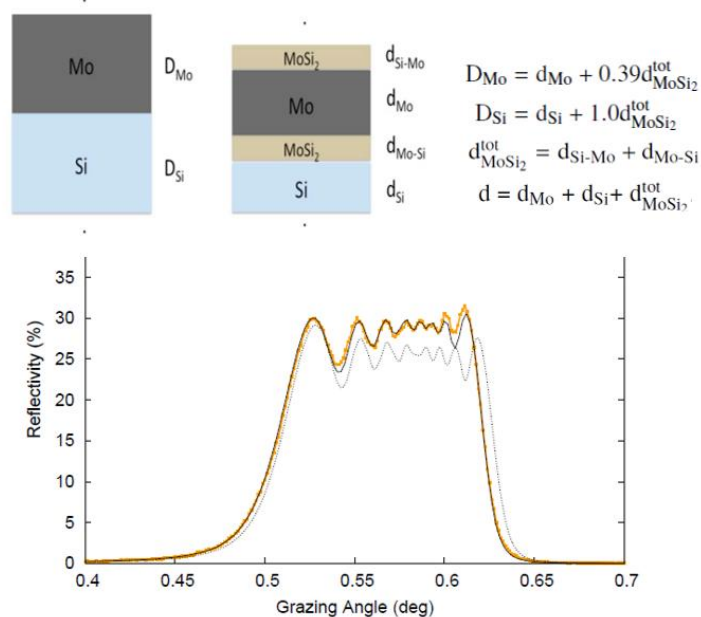 Mo
D_Mo
Si
D_Si
MoSi₂
d_Si-Mo
Mo
d_Mo
MoSi₂
d_Mo-Si
Si
d_Si
D_Mo = d_Mo + 0.39d^tot_MoSi₂
D_Si = d_Si + 1.0d^tot_MoSi₂
d^tot_MoSi₂ = d_Si-Mo + d_Mo-Si
d = d_Mo + d_Si + d^tot_MoSi₂
Reflectivity (%)
35
30
25
20
15
10
5
0
0.4
0.45
0.5
0.55
0.6
0.65
0.7
Grazing Angle (deg)